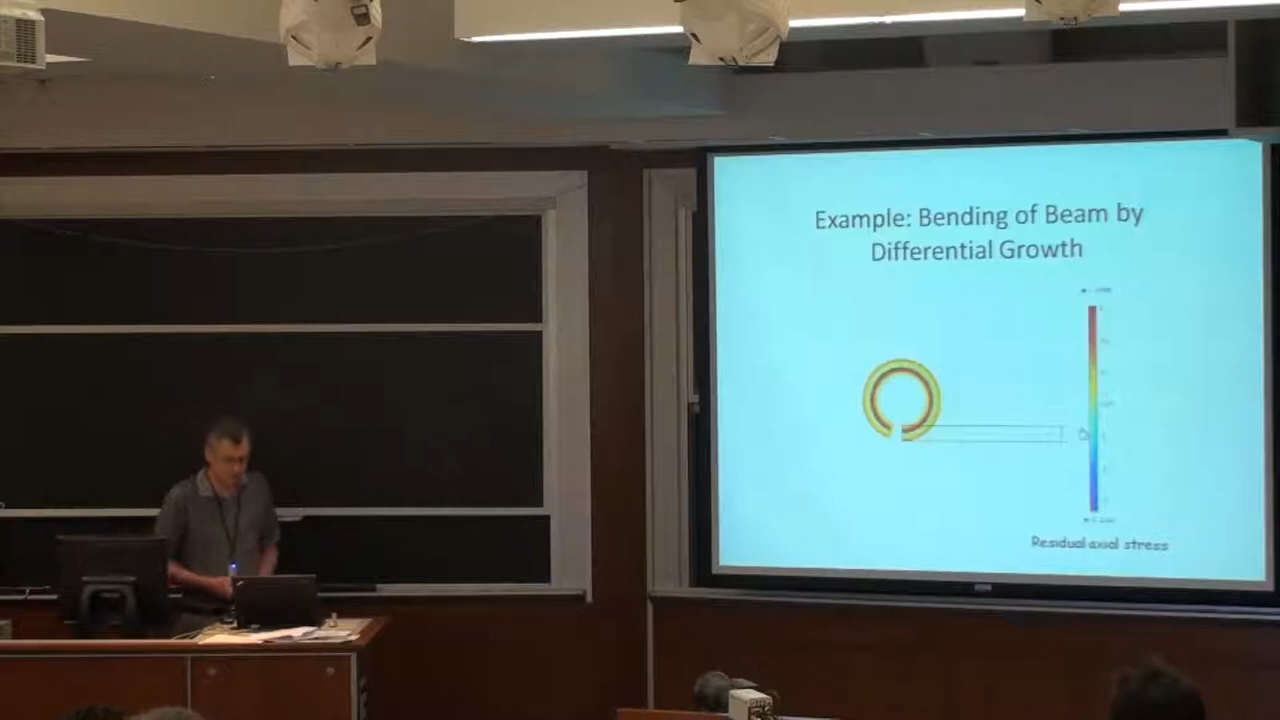 Example: Bending of Beam by
Differential Growth
Residual axial stress